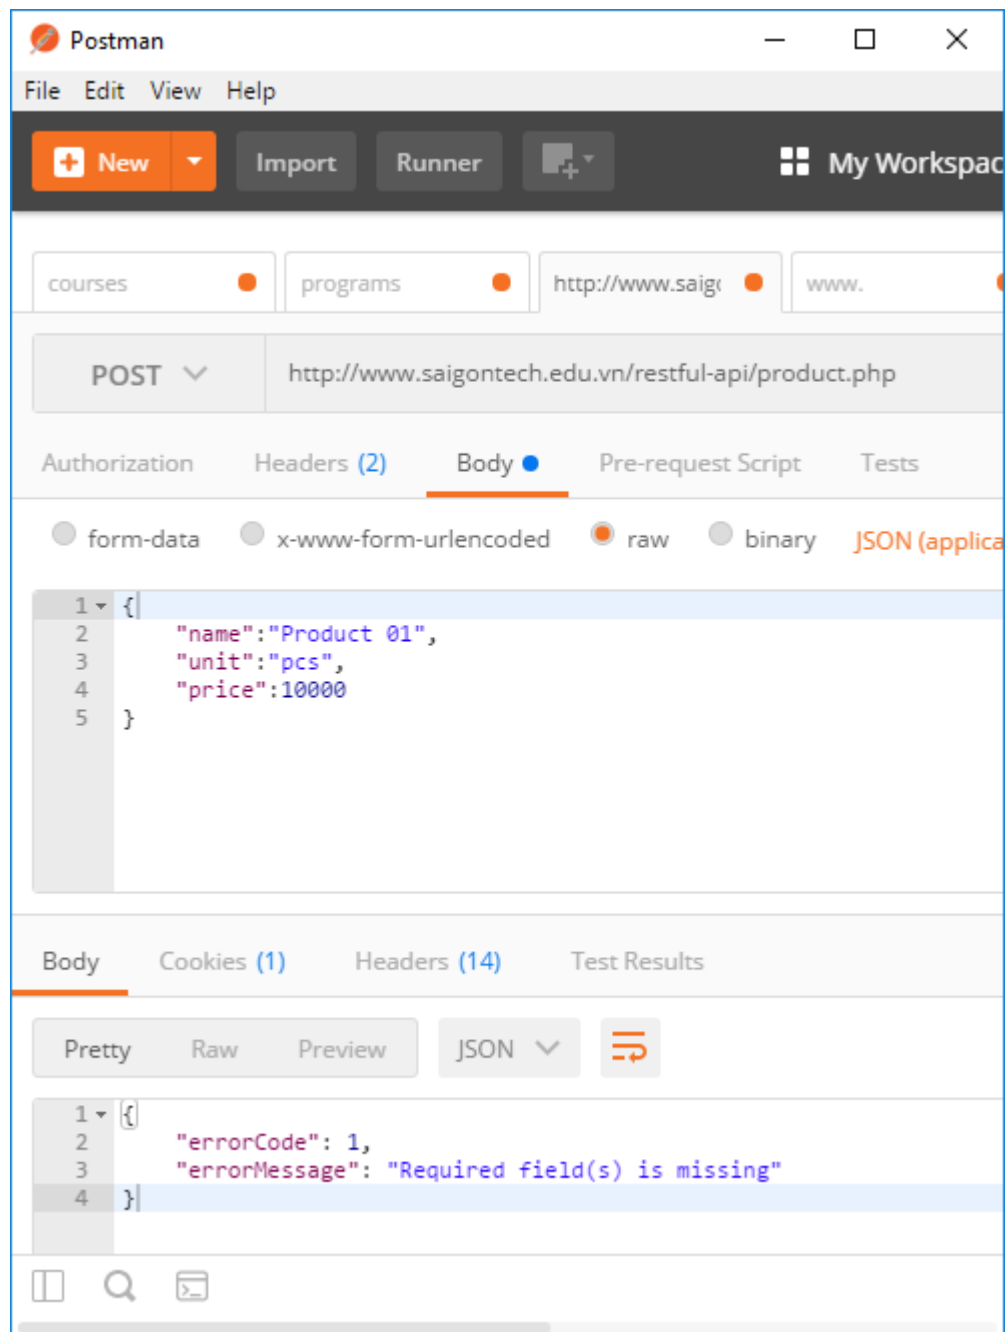 Postman
File Edit View Help
New Import Runner My Workspac
courses programs http://www.saig www.
POST http://www.saigontech.edu.vn/restful-api/product.php
Authorization Headers (2) Body Pre-request Script Tests
form-data x-www-form-urlencoded raw binary JSON (applica
1 {
2 "name":"Product 01",
3 "unit":"pcs",
4 "price":10000
5 }
Body Cookies (1) Headers (14) Test Results
Pretty Raw Preview JSON
1 {
2 "errorCode": 1,
3 "errorMessage": "Required field(s) is missing"
4 }